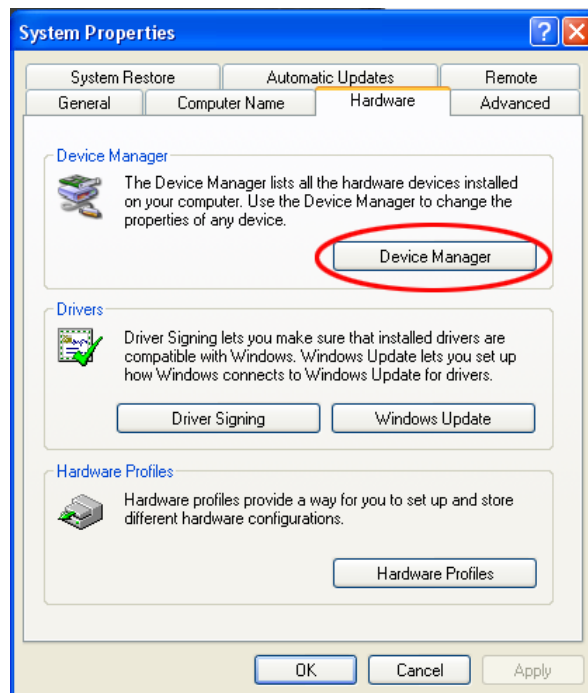 System Properties
System Restore
Automatic Updates
Remote
General
Computer Name
Hardware
Advanced
Device Manager
The Device Manager lists all the hardware devices installed
on your computer. Use the Device Manager to change the
properties of any device.
Device Manager
Drivers
Driver Signing lets you make sure that installed drivers are
compatible with Windows. Windows Update lets you set up
how Windows connects to Windows Update for drivers.
Driver Signing
Windows Update
Hardware Profiles
Hardware profiles provide a way for you to set up and store
different hardware configurations.
Hardware Profiles
OK
Cancel
Apply